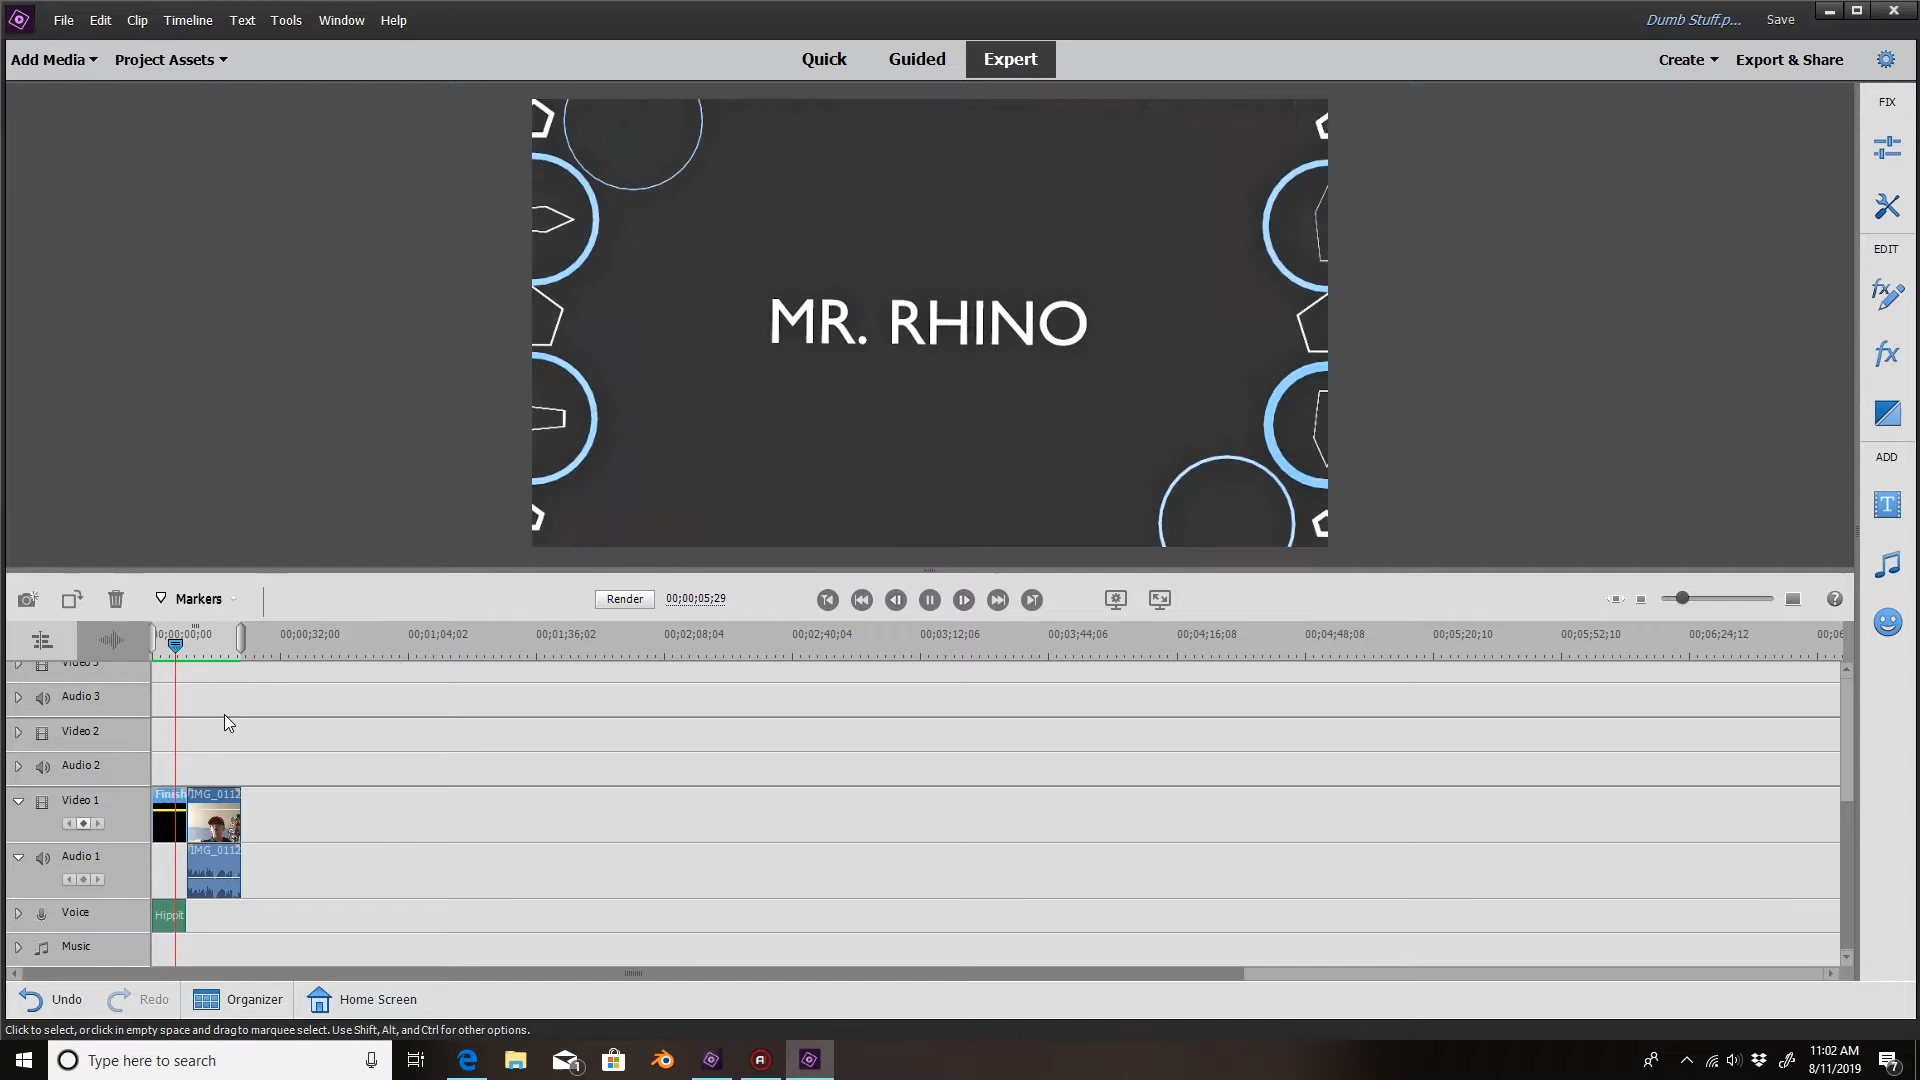 File Edit Clip Timeline Text Tools Window Help
Dumb Stuff.p... Save
Add Media Project Assets
Quick Guided Expert
Create Export & Share
FIX
EDIT
ADD
MR. RHINO
Markers
Render 00;00;05;29
00;00;32;00 00;01;04;02 00;01;36;02 00;02;08;04 00;02;40;04 00;03;12;06 00;03;44;06 00;04;16;08 00;04;48;08 00;05;20;10 00;05;52;10 00;06;24;12
Audio 3
Video 2
Audio 2
Video 1
Finish IMG_0112
Audio 1
IMG_0112
Voice
Hippit
Music
Undo Redo Organizer Home Screen
Click to select, or click in empty space and drag to marquee select. Use Shift, Alt, and Ctrl for other options.
Type here to search
1
11:02 AM
8/11/2019
7